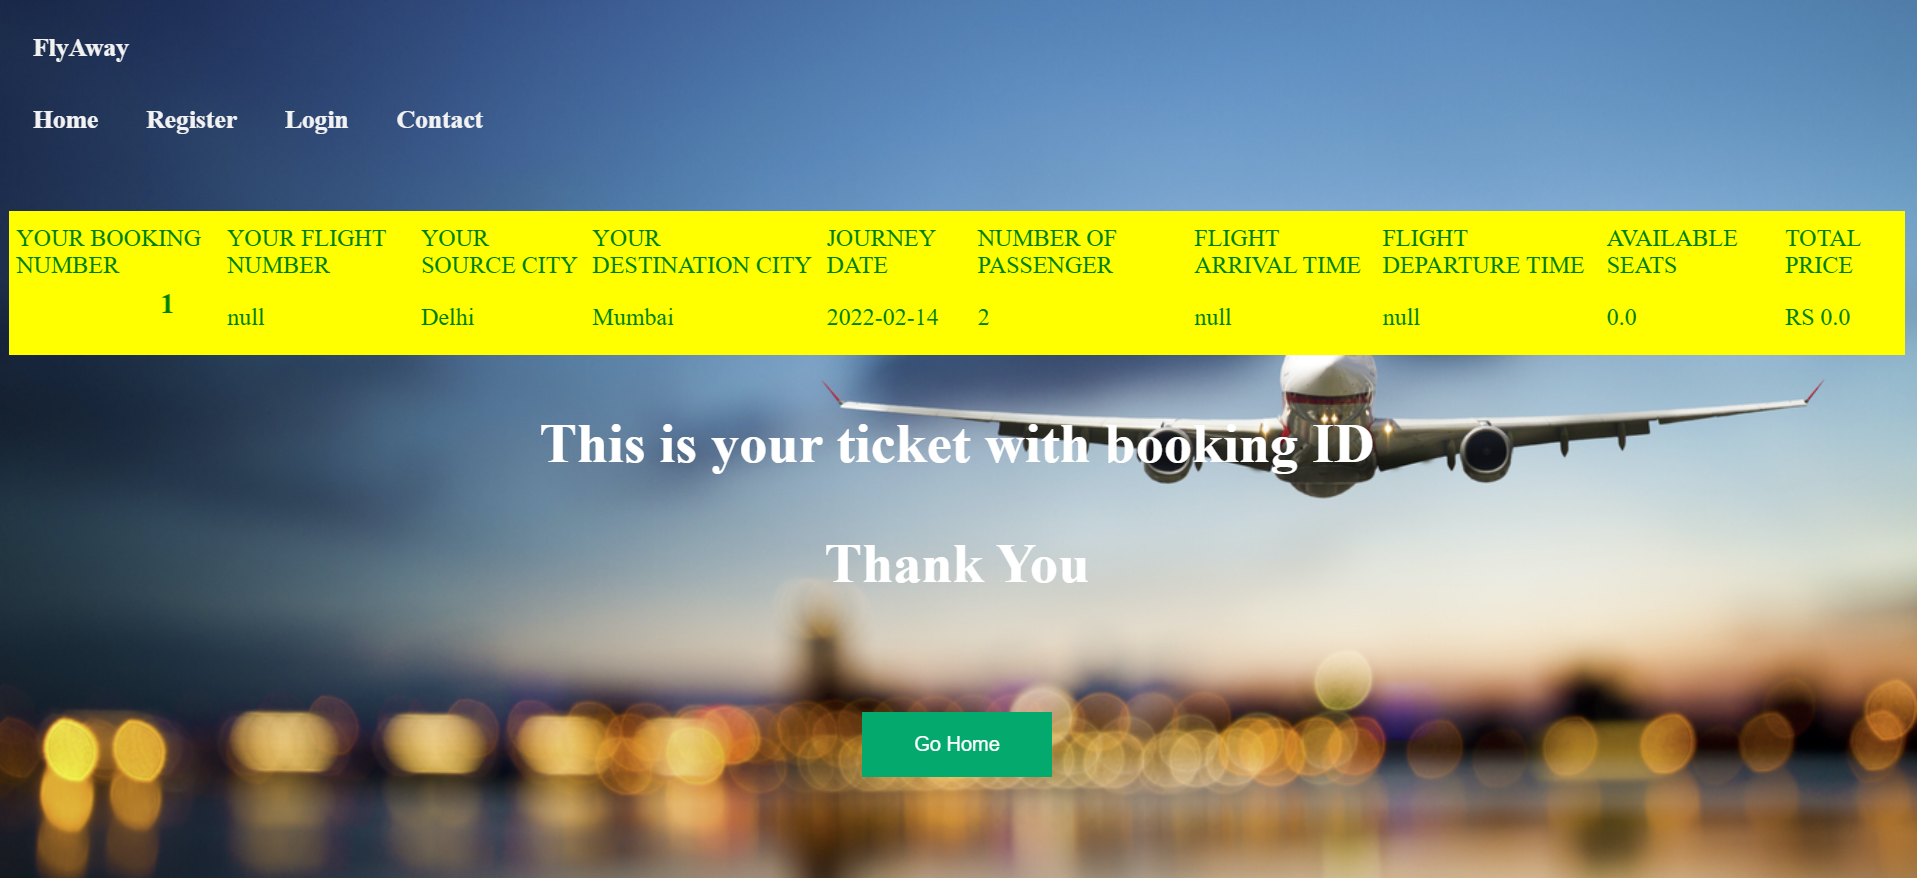 FlyAway
Home Register Login Contact
YOUR BOOKING NUMBER YOUR FLIGHT NUMBER YOUR SOURCE CITY YOUR DESTINATION CITY JOURNEY DATE NUMBER OF PASSENGER FLIGHT ARRIVAL TIME FLIGHT DEPARTURE TIME AVAILABLE SEATS TOTAL PRICE
1 null Delhi Mumbai 2022-02-14 2 null null 0.0 RS 0.0
This is your ticket with booking ID
Thank You
Go Home